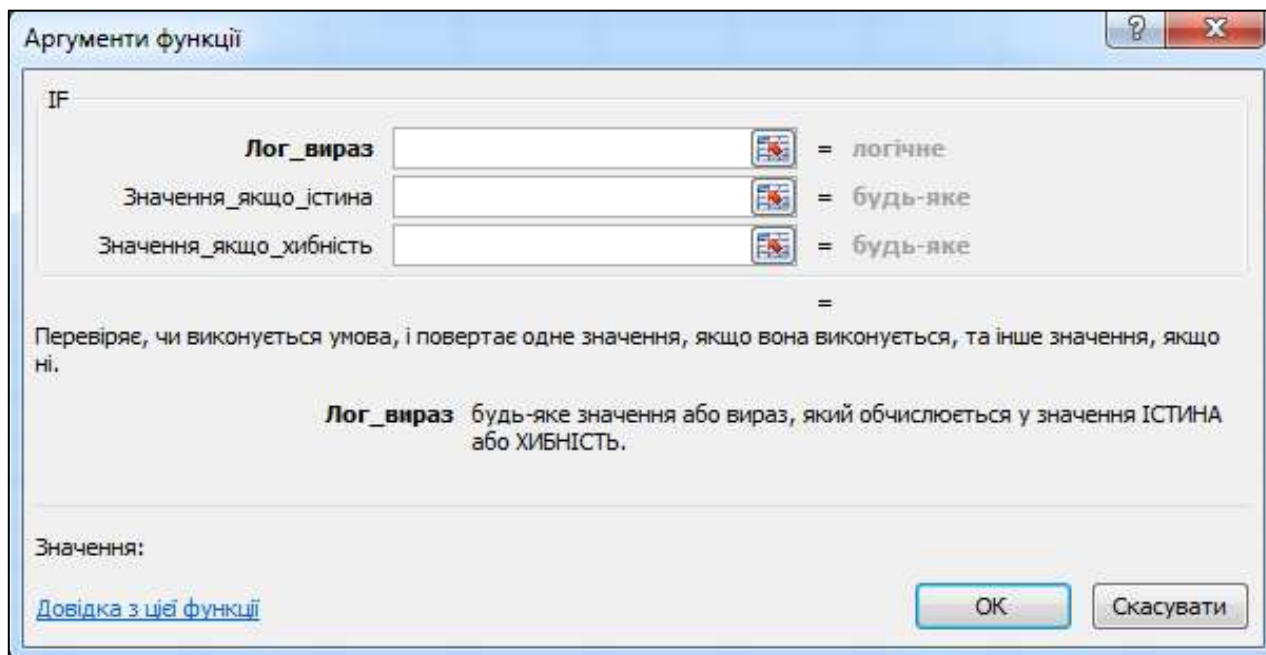 Аргументи функції
IF
Лог_вираз = логічне
Значення_якщо_істина = будь-яке
Значення_якщо_хибність = будь-яке
=
Перевіряє, чи виконується умова, і повертає одне значення, якщо вона виконується, та інше значення, якщо
ні.
Лог_вираз будь-яке значення або вираз, який обчислюється у значення ІСТИНА
або ХИБНІСТЬ.
Значення:
Довідка з цієї функції
ОК Скасувати